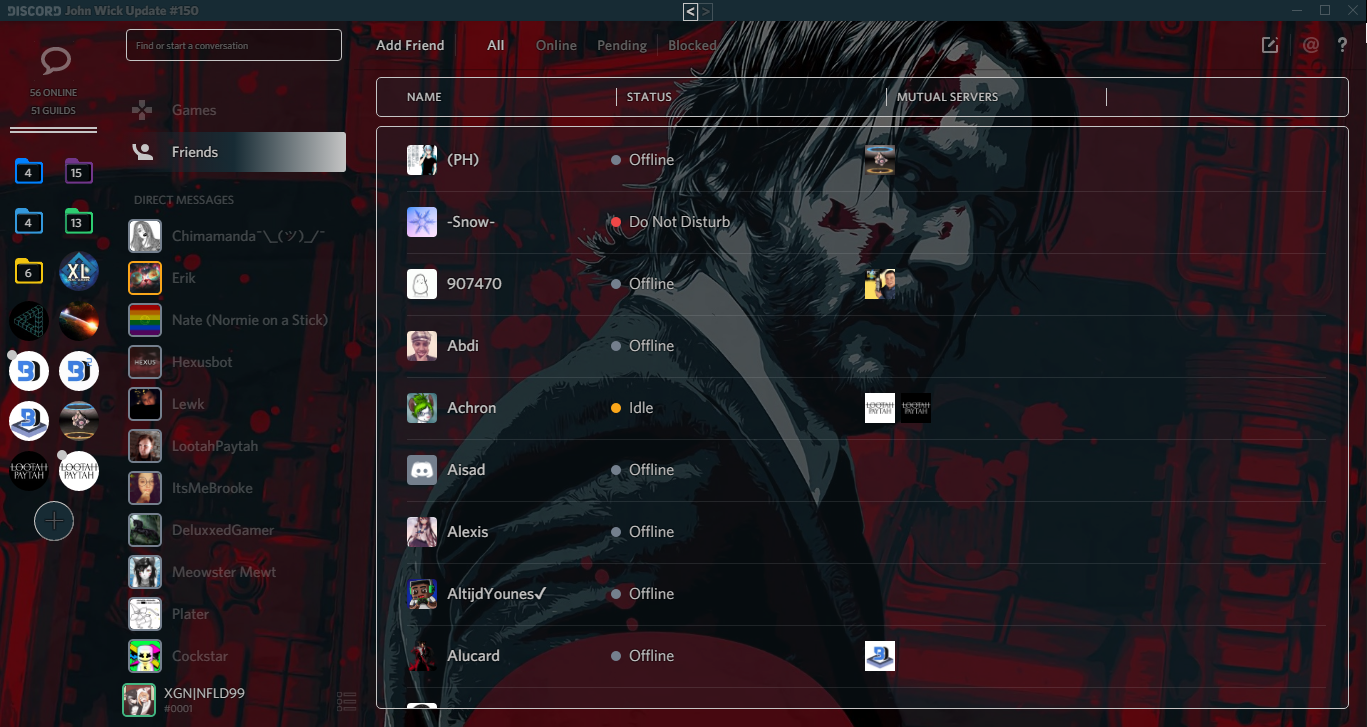 DISCORD John Wick Update #150
< >
Find or start a conversation
Add Friend All Online Pending Blocked
@ ?
56 ONLINE
51 GUILDS
Games
Friends
DIRECT MESSAGES
4 15
4 13
6 XL
LOOTAH PAYTAH
LOOTAH PAYTAH
Chimamanda¯\_(ツ)_/¯
Erik
Nate (Normie on a Stick)
HEXUS Hexusbot
Lewk
LootahPaytah
ItsMeBrooke
DeluxxedGamer
Meowster Mewt
Plater
Cockstar
XGN|NFLD99
#0001
NAME STATUS MUTUAL SERVERS
(PH) Offline
-Snow- Do Not Disturb
907470 Offline
Abdi Offline
Achron Idle LOOTAH PAYTAH LOOTAH PAYTAH
Aisad Offline
Alexis Offline
AltijdYounes✓ Offline
Alucard Offline